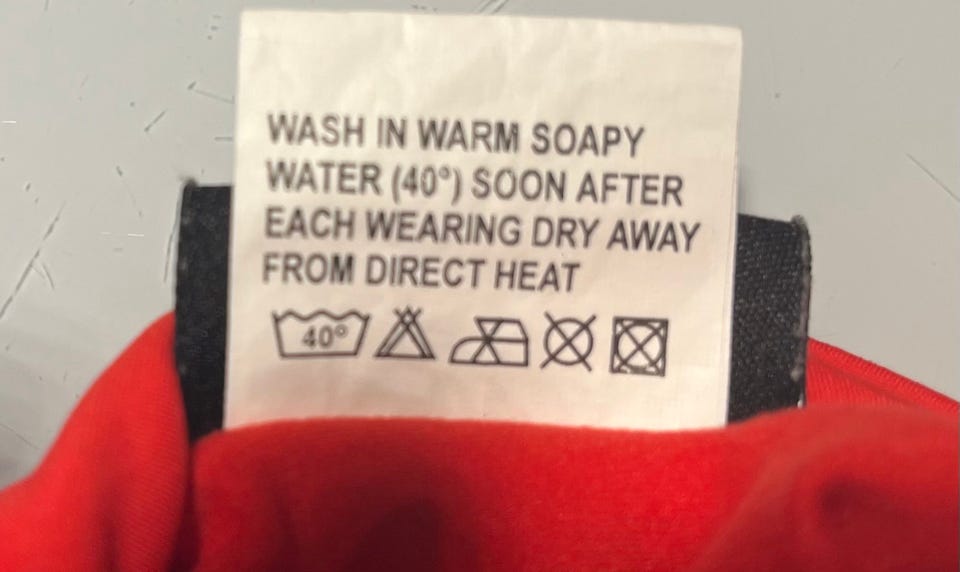 WASH IN WARM SOAPY
WATER (40°) SOON AFTER
EACH WEARING DRY AWAY
FROM DIRECT HEAT
40°